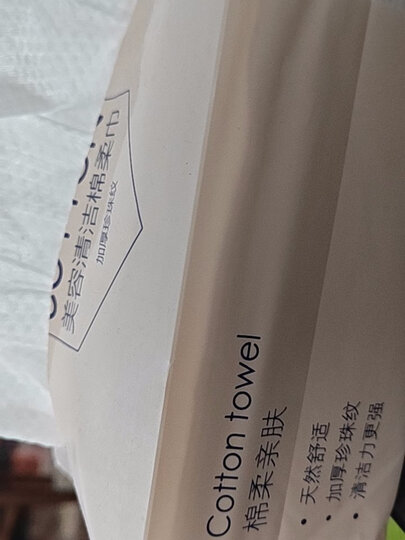 COTTON
美容清洁棉柔巾
加厚珍珠纹
Cotton towel
棉柔亲肤
• 天然舒适
• 加厚珍珠纹
• 清洁力更强